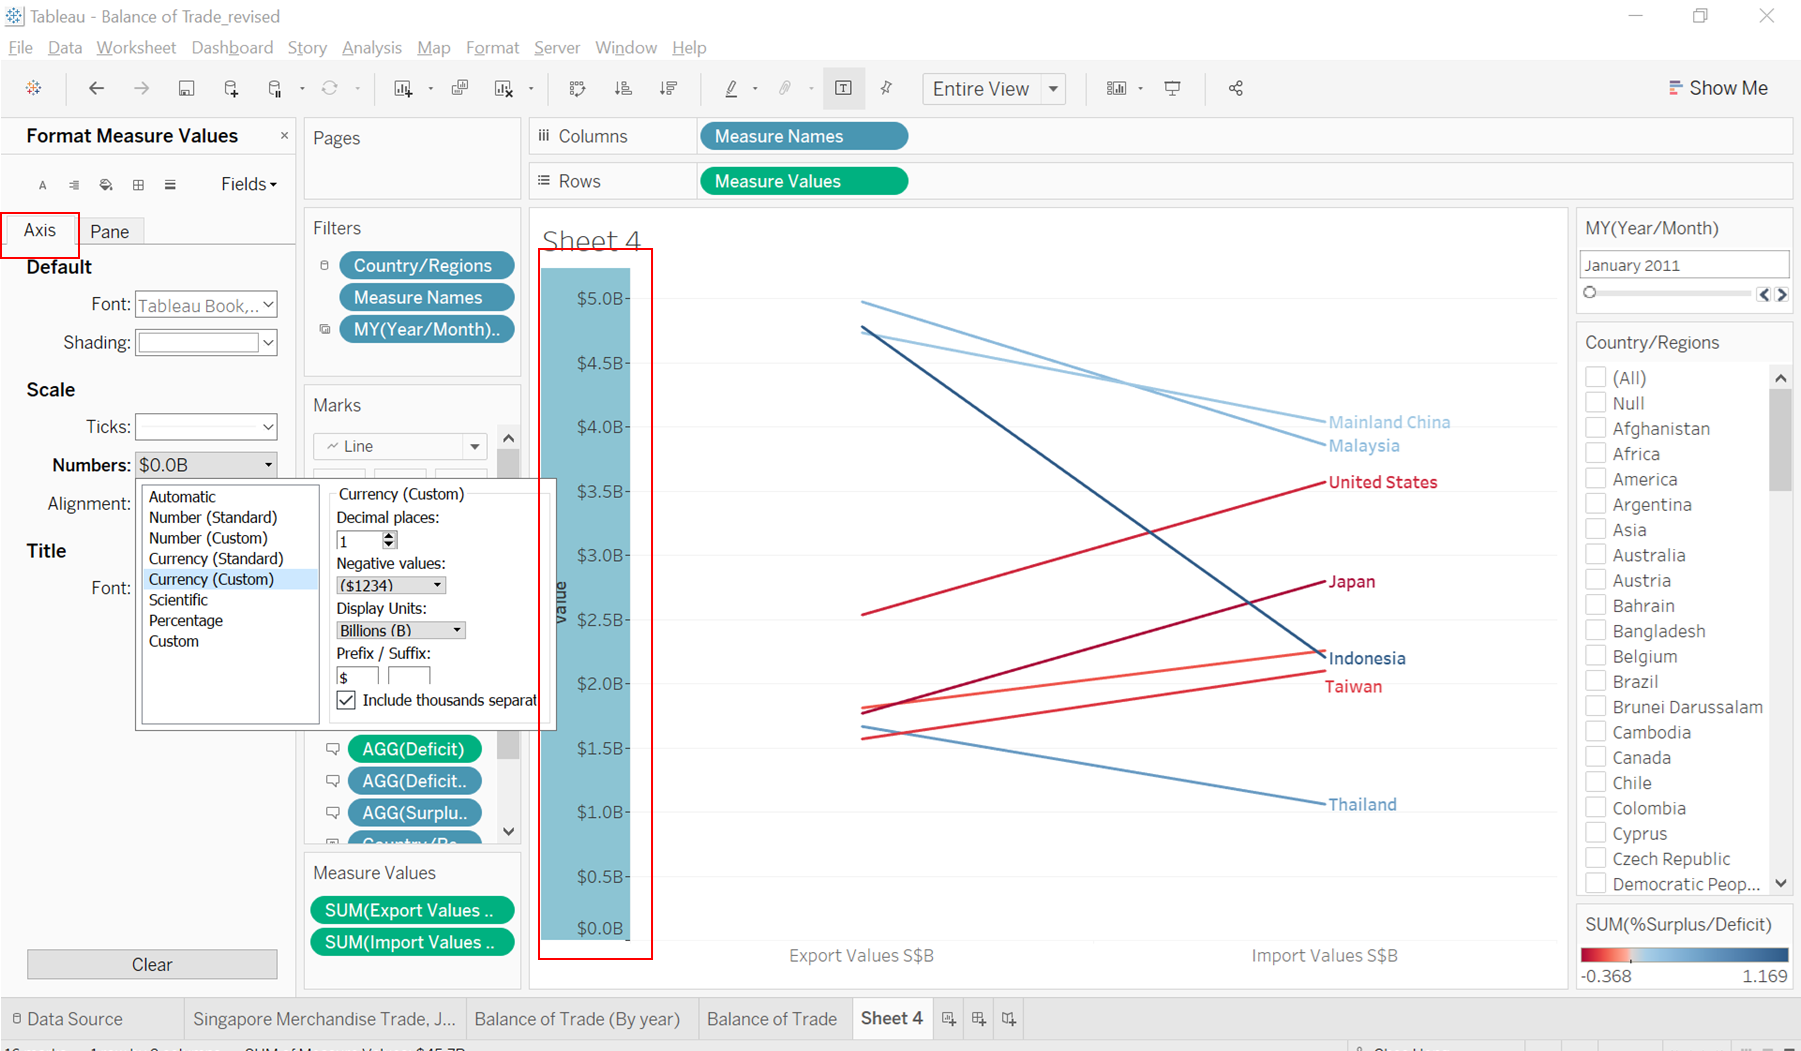 Tableau - Balance of Trade_revised
File Data Worksheet Dashboard Story Analysis Map Format Server Window Help
Entire View
Show Me
Format Measure Values
Fields
Axis
Pane
Default
Font: Tableau Book,..
Shading:
Scale
Ticks:
Numbers: $0.0B
Alignment:
Title
Font:
Automatic
Number (Standard)
Number (Custom)
Currency (Standard)
Currency (Custom)
Scientific
Percentage
Custom
Currency (Custom)
Decimal places:
1
Negative values:
($1234)
Display Units:
Billions (B)
Prefix / Suffix:
$
Include thousands separat
Clear
Pages
Filters
Country/Regions
Measure Names
MY(Year/Month)..
Marks
Line
AGG(Deficit)
AGG(Deficit..
AGG(Surplu..
Measure Values
SUM(Export Values ..
SUM(Import Values ..
Columns
Measure Names
Rows
Measure Values
Sheet 4
$5.0B
$4.5B
$4.0B
$3.5B
$3.0B
$2.5B
$2.0B
$1.5B
$1.0B
$0.5B
$0.0B
Value
Mainland China
Malaysia
United States
Japan
Indonesia
Taiwan
Thailand
Export Values S$B
Import Values S$B
MY(Year/Month)
January 2011
Country/Regions
(All)
Null
Afghanistan
Africa
America
Argentina
Asia
Australia
Austria
Bahrain
Bangladesh
Belgium
Brazil
Brunei Darussalam
Cambodia
Canada
Chile
Colombia
Cyprus
Czech Republic
Democratic Peop...
SUM(%Surplus/Deficit)
-0.368 1.169
Data Source
Singapore Merchandise Trade, J...
Balance of Trade (By year)
Balance of Trade
Sheet 4